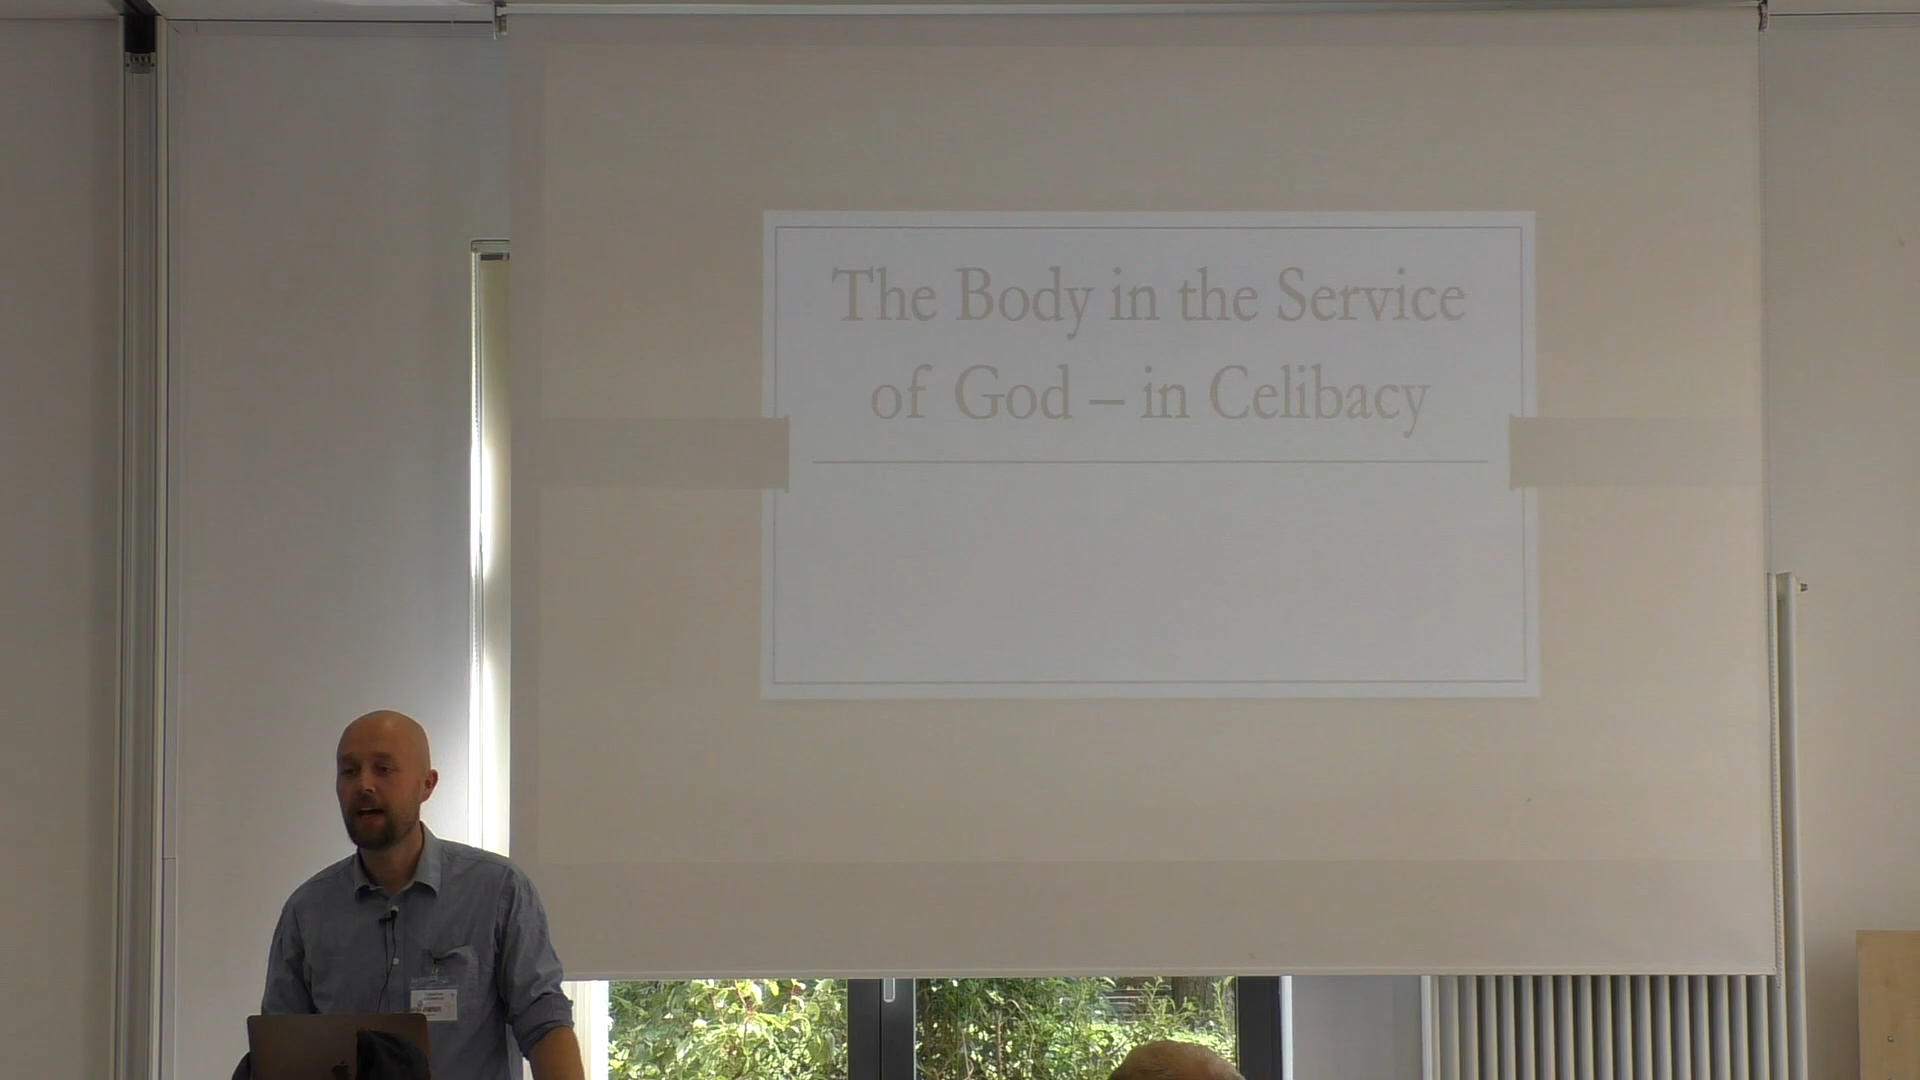 The Body in the Service
of God – in Celibacy